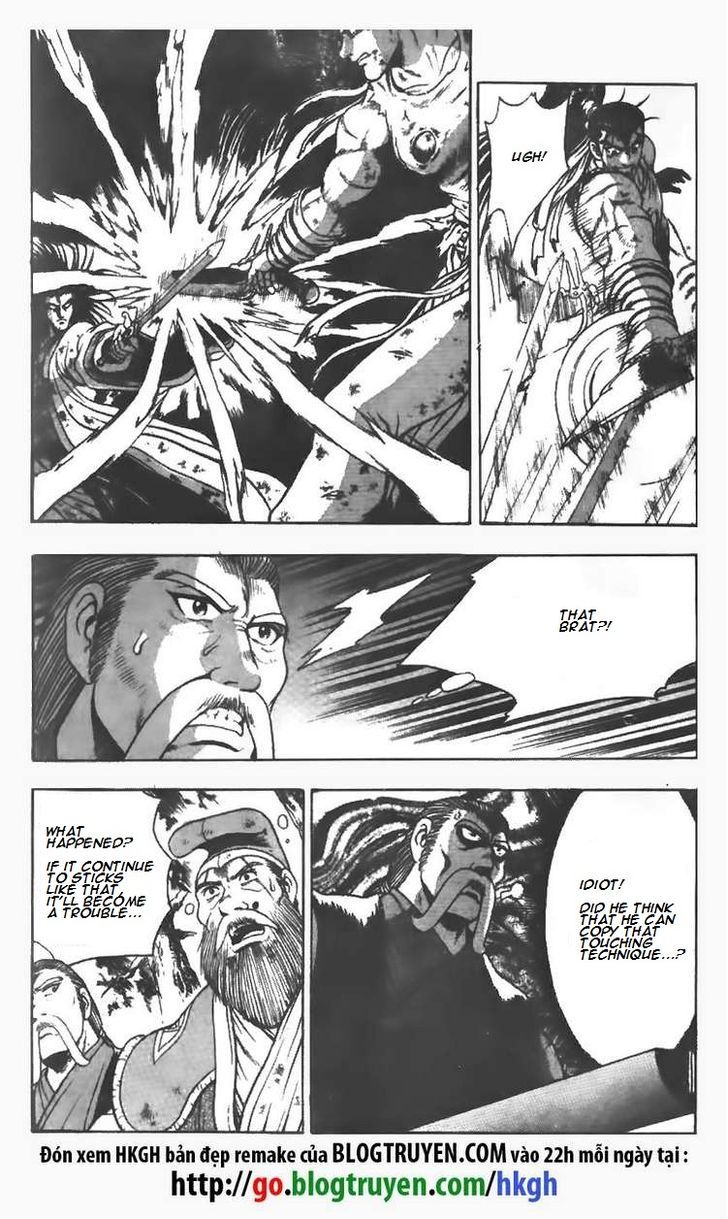 UGH!
THAT
BRAT?!
WHAT
HAPPENED?
IF IT CONTINUE
TO STICKS
LIKE THAT,
IT'LL BECOME
A TROUBLE...
IDIOT!
DID HE THINK
THAT HE CAN
COPY THAT
TOUCHING
TECHNIQUE...?
Đón xem HKGH bản đẹp remake của BLOGTRUYEN.COM vào 22h mỗi ngày tại :
http://go.blogtruyen.com/hkgh